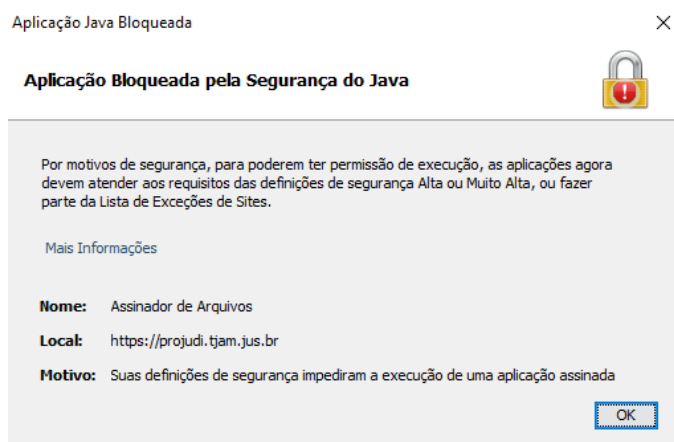 Aplicação Java Bloqueada
Aplicação Bloqueada pela Segurança do Java
Por motivos de segurança, para poderem ter permissão de execução, as aplicações agora
devem atender aos requisitos das definições de segurança Alta ou Muito Alta, ou fazer
parte da Lista de Exceções de Sites.
Mais Informações
Nome: Assinador de Arquivos
Local: https://projudi.tjam.jus.br
Motivo: Suas definições de segurança impediram a execução de uma aplicação assinada
OK